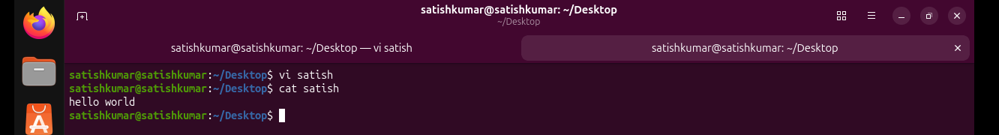 satishkumar@satishkumar: ~/Desktop
~/Desktop
satishkumar@satishkumar: ~/Desktop — vi satish
satishkumar@satishkumar: ~/Desktop
satishkumar@satishkumar:~/Desktop$ vi satish
satishkumar@satishkumar:~/Desktop$ cat satish
hello world
satishkumar@satishkumar:~/Desktop$